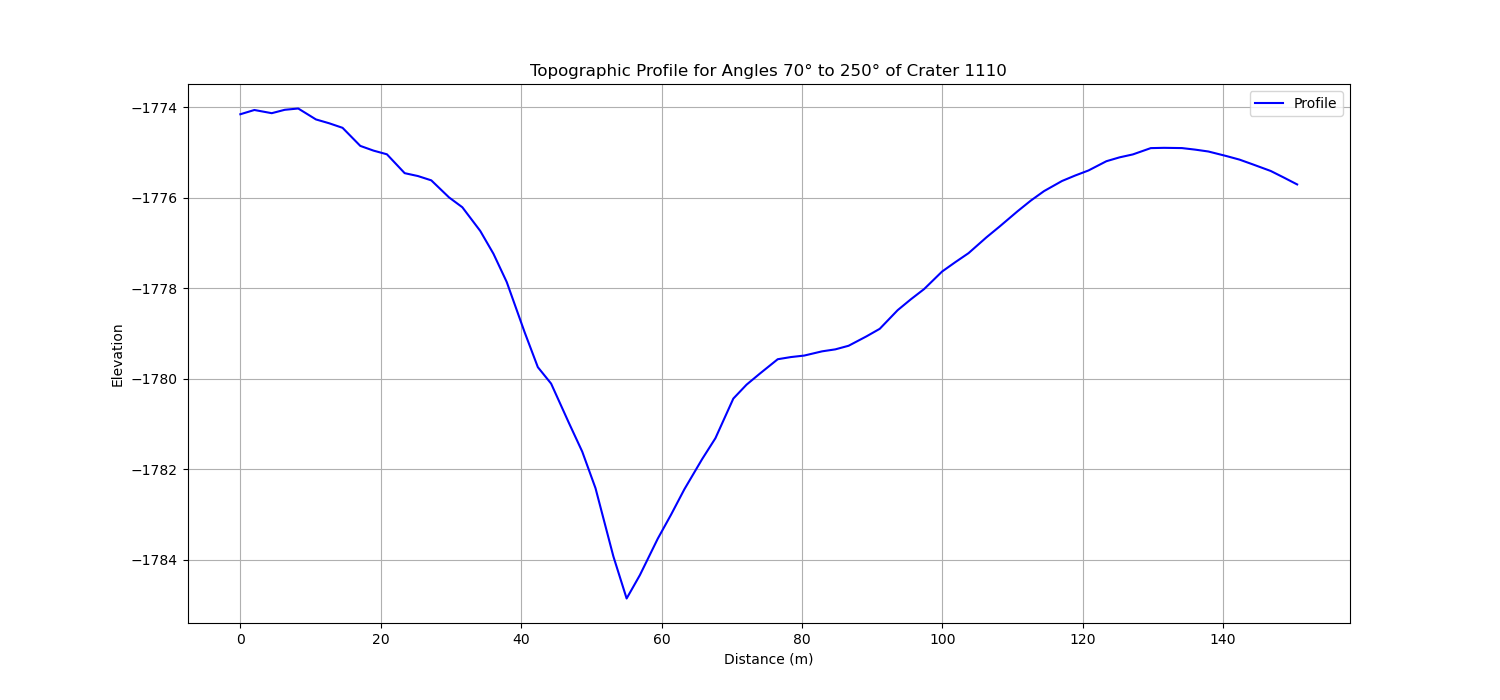 Topographic Profile for Angles 70° to 250° of Crater 1110
Profile
−1774
−1776
−1778
−1780
−1782
−1784
Elevation
0 20 40 60 80 100 120 140
Distance (m)